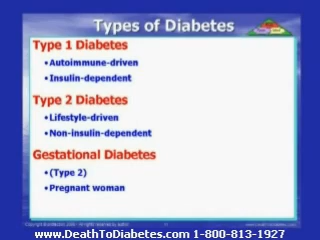 Types of Diabetes
Type 1 Diabetes
•Autoimmune-driven
•Insulin-dependent
Type 2 Diabetes
•Lifestyle-driven
•Non-insulin-dependent
Gestational Diabetes
•(Type 2)
•Pregnant woman
www.DeathToDiabetes.com 1-800-813-1927